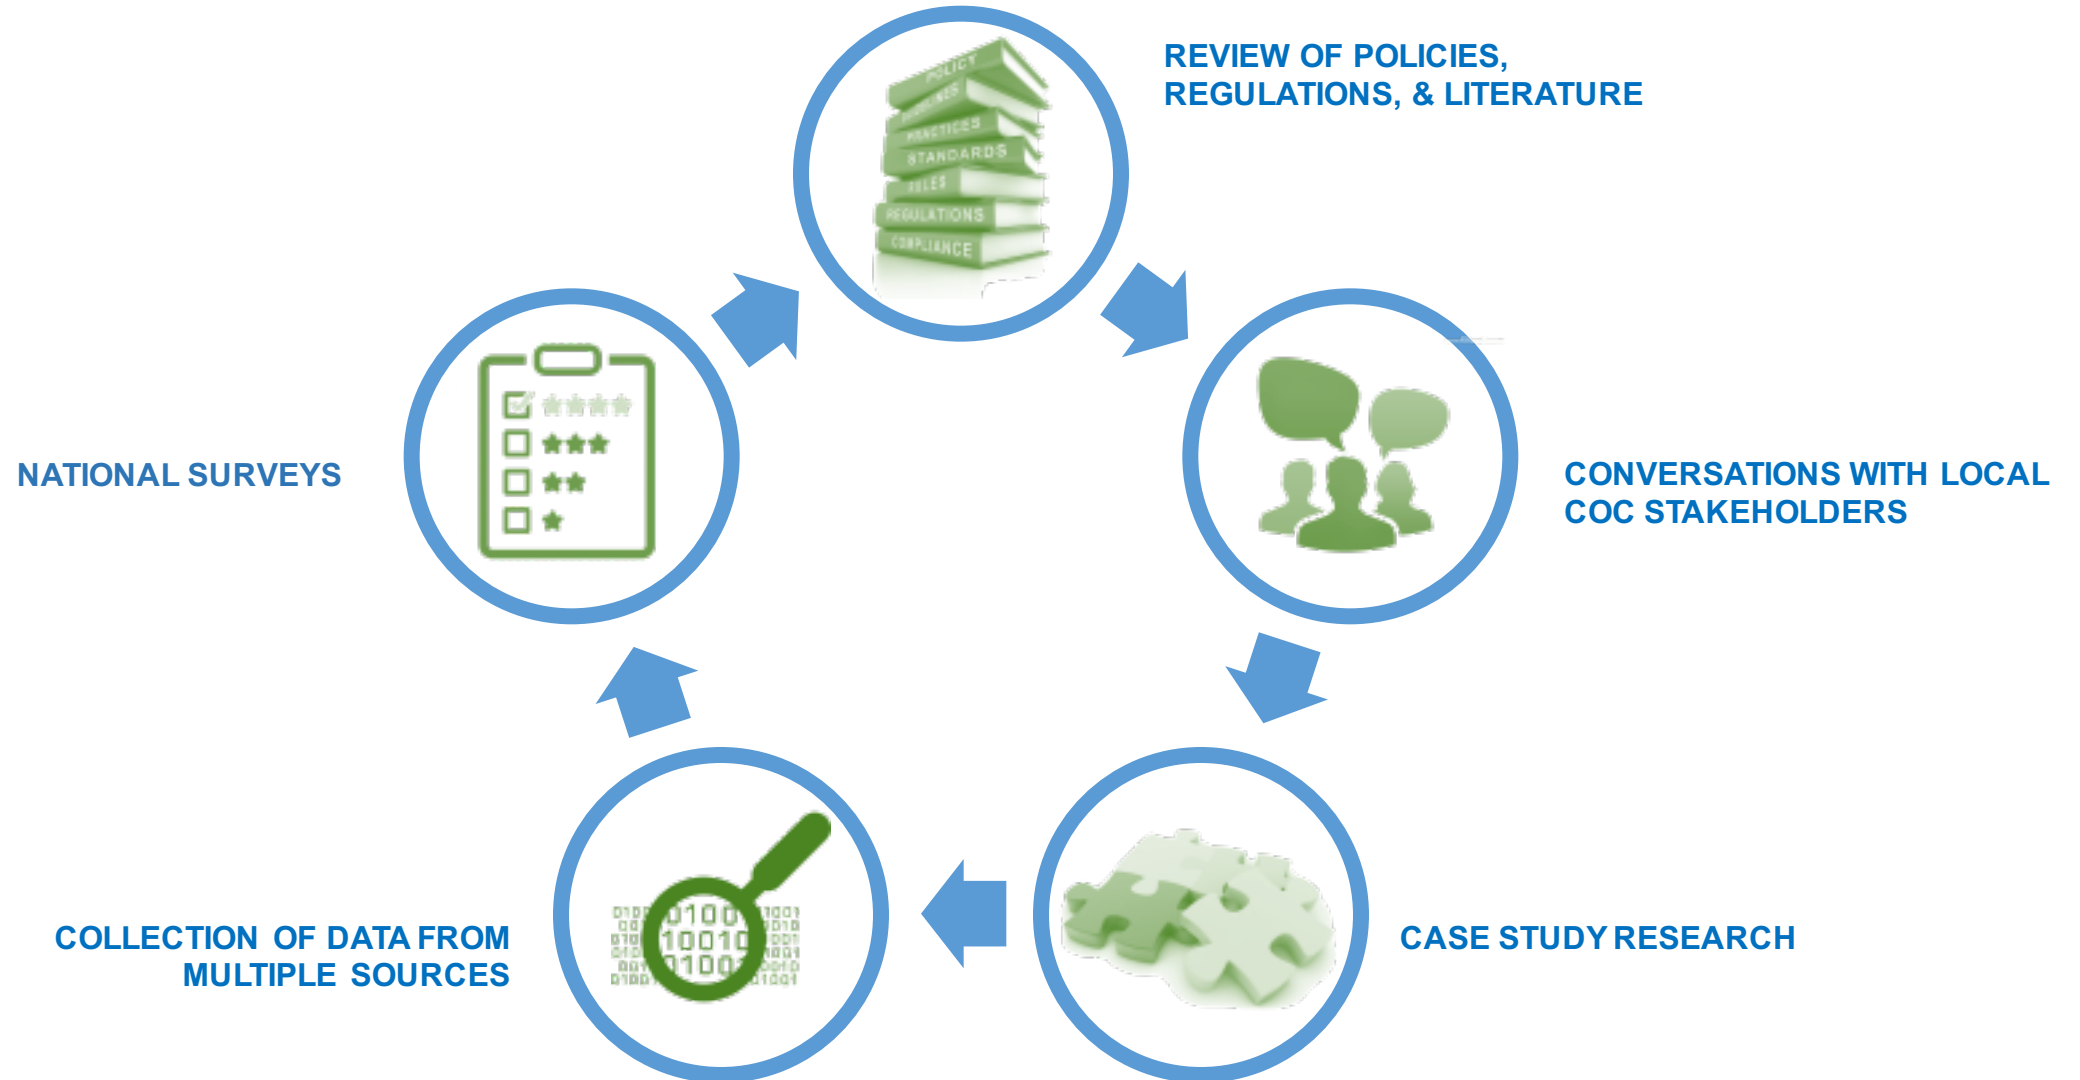 REVIEW OF POLICIES,
REGULATIONS, & LITERATURE
POLICY
PRACTICES
STANDARDS
RULES
REGULATIONS
COMPLIANCE
NATIONAL SURVEYS
CONVERSATIONS WITH LOCAL
COC STAKEHOLDERS
COLLECTION OF DATA FROM
MULTIPLE SOURCES
CASE STUDY RESEARCH